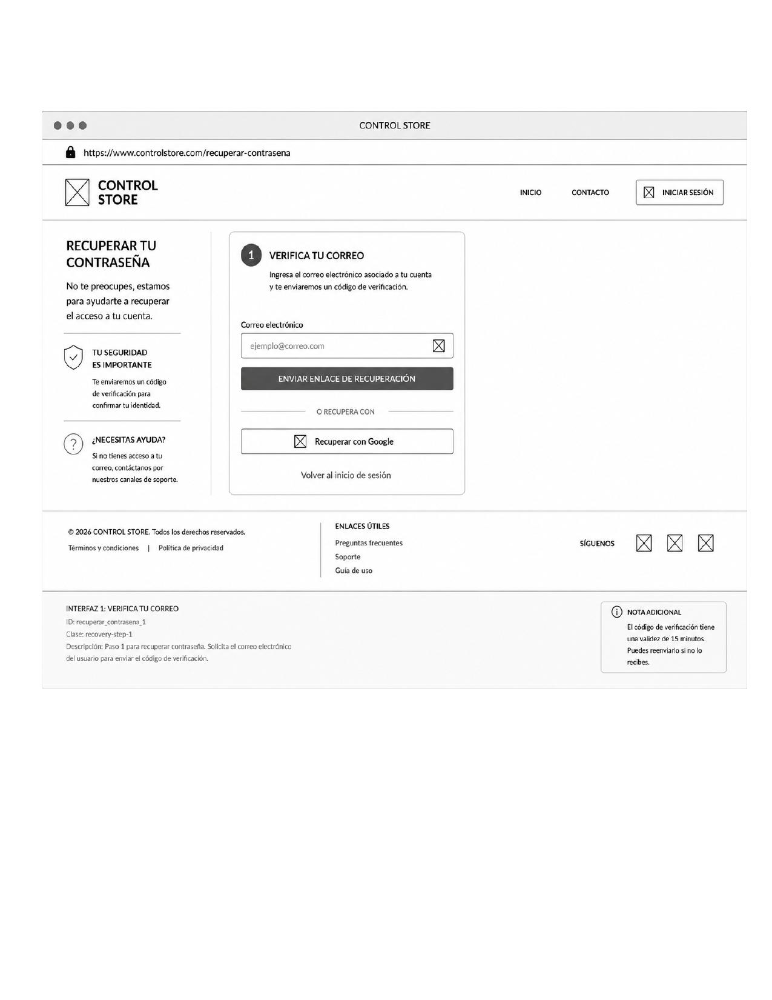 CONTROL STORE
https://www.controlstore.com/recuperar-contrasena
CONTROL
STORE
INICIO
CONTACTO
INICIAR SESIÓN
RECUPERAR TU
CONTRASEÑA
No te preocupes, estamos
para ayudarte a recuperar
el acceso a tu cuenta.
TU SEGURIDAD
ES IMPORTANTE
Te enviaremos un código
de verificación para
confirmar tu identidad.
?
¿NECESITAS AYUDA?
Si no tienes acceso a tu
correo, contáctanos por
nuestros canales de soporte.
1
VERIFICA TU CORREO
Ingresa el correo electrónico asociado a tu cuenta
y te enviaremos un código de verificación.
Correo electrónico
ejemplo@correo.com
ENVIAR ENLACE DE RECUPERACIÓN
O RECUPERA CON
Recuperar con Google
Volver al inicio de sesión
© 2026 CONTROL STORE. Todos los derechos reservados.
Términos y condiciones | Política de privacidad
ENLACES ÚTILES
Preguntas frecuentes
Soporte
Guía de uso
SÍGUENOS
INTERFAZ 1: VERIFICA TU CORREO
ID: recuperar_contrasena_1
Clase: recovery-step-1
Descripción: Paso 1 para recuperar contraseña. Solicita el correo electrónico
del usuario para enviar el código de verificación.
i
NOTA ADICIONAL
El código de verificación tiene
una validez de 15 minutos.
Puedes reenviarlo si no lo
recibes.